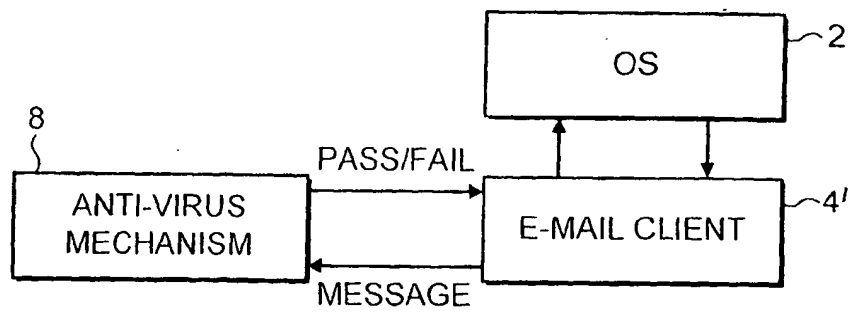 OS
2
8
PASS/FAIL
ANTI-VIRUS
MECHANISM
E-MAIL CLIENT
4'
MESSAGE